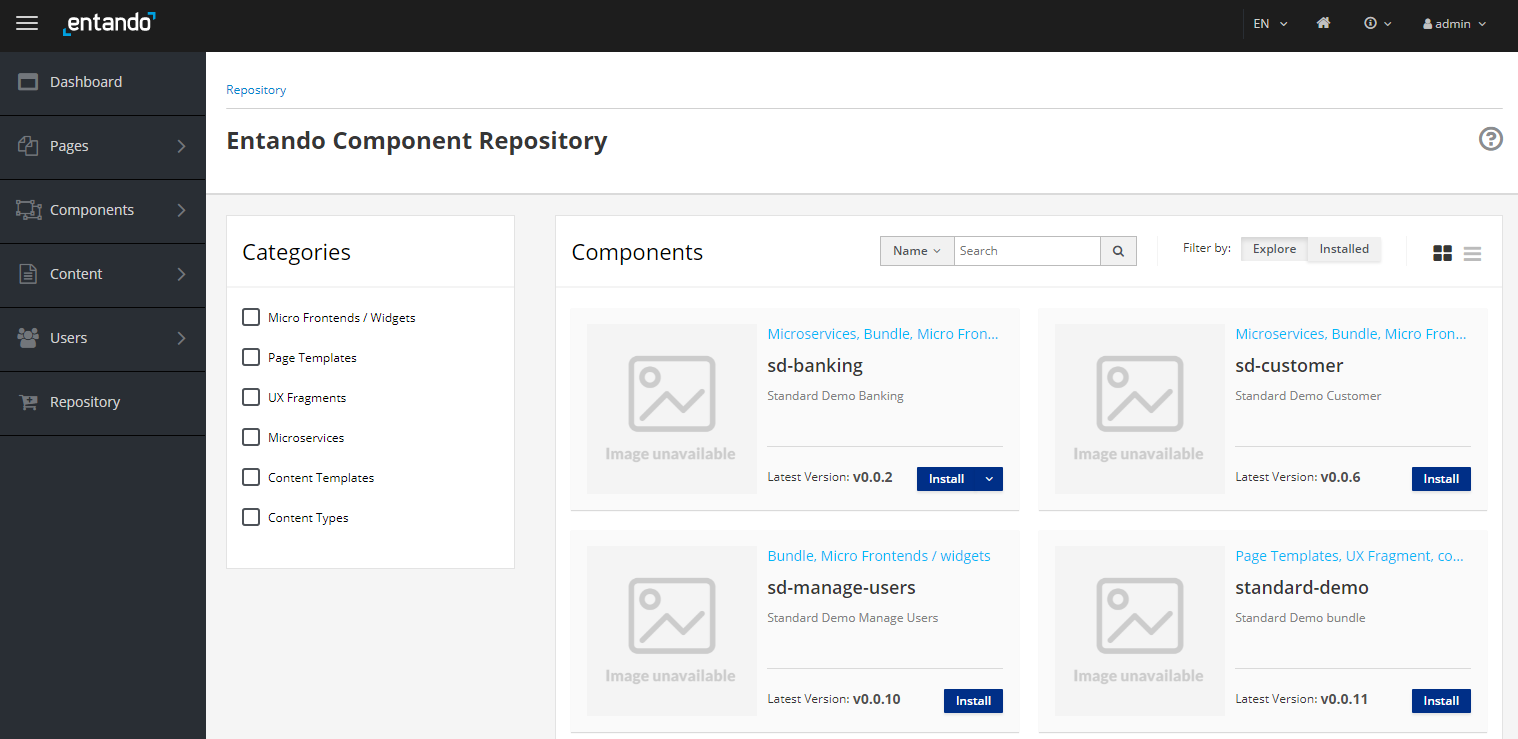 entando
EN
admin
Dashboard
Pages
Components
Content
Users
Repository
Repository
Entando Component Repository
Categories
Micro Frontends / Widgets
Page Templates
UX Fragments
Microservices
Content Templates
Content Types
Components
Name
Search
Filter by:
Explore
Installed
Image unavailable
Microservices, Bundle, Micro Fron...
sd-banking
Standard Demo Banking
Latest Version: v0.0.2
Install
Image unavailable
Microservices, Bundle, Micro Fron...
sd-customer
Standard Demo Customer
Latest Version: v0.0.6
Install
Image unavailable
Bundle, Micro Frontends / widgets
sd-manage-users
Standard Demo Manage Users
Latest Version: v0.0.10
Install
Image unavailable
Page Templates, UX Fragment, co...
standard-demo
Standard Demo bundle
Latest Version: v0.0.11
Install